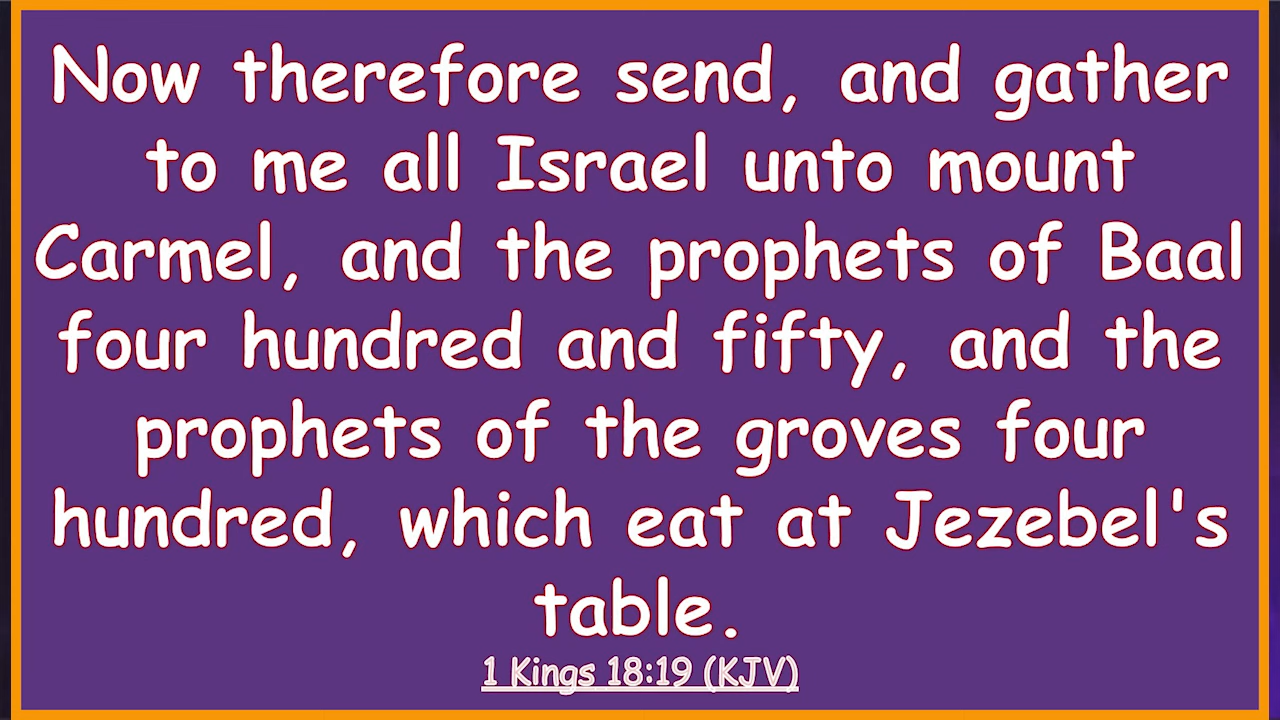 Now therefore send, and gather
to me all Israel unto mount
Carmel, and the prophets of Baal
four hundred and fifty, and the
prophets of the groves four
hundred, which eat at Jezebel's
table.
1 Kings 18:19 (KJV)